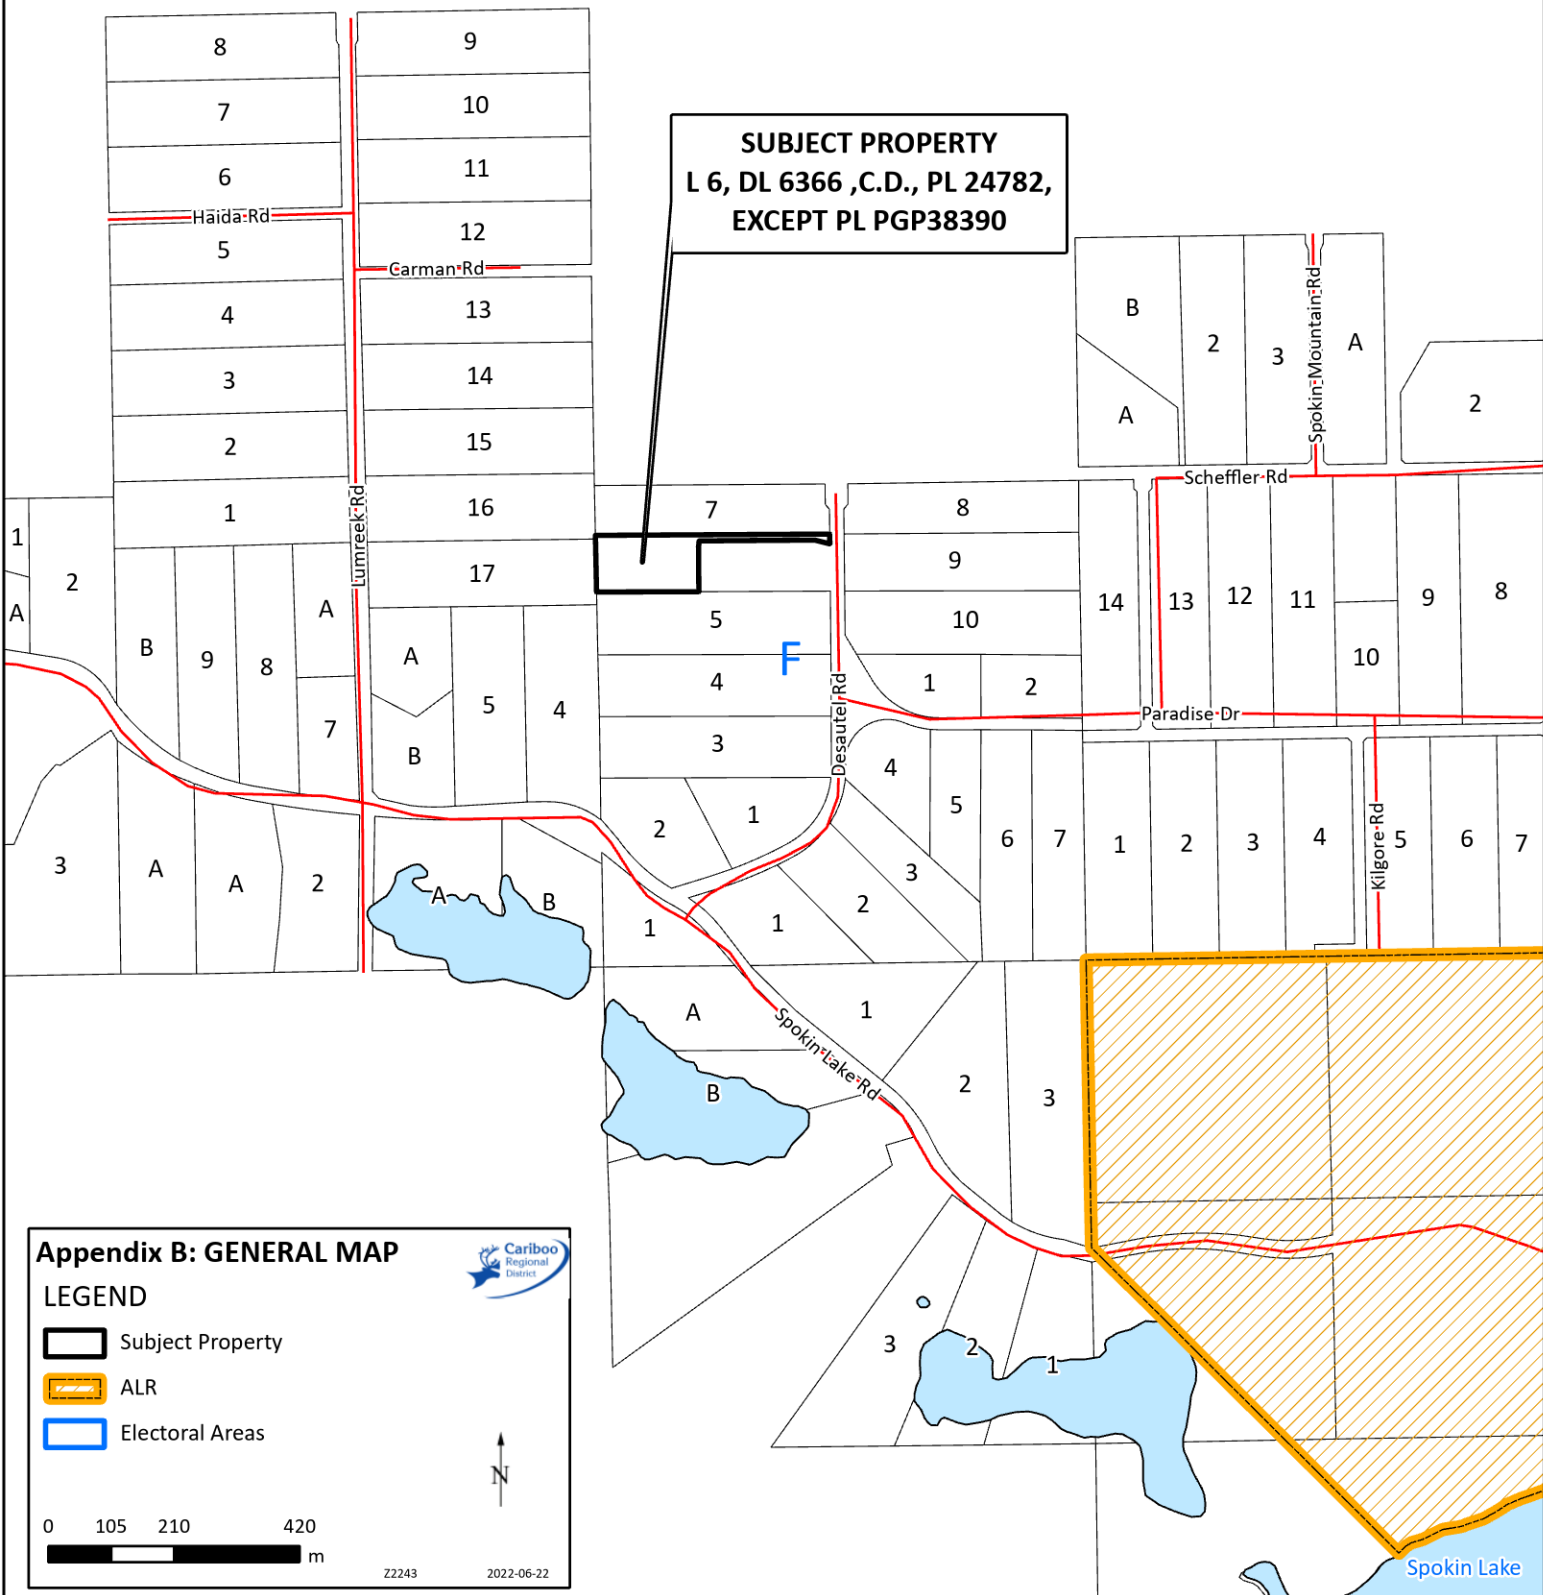 8
9
7
10
6
11
Haida Rd
12
5
Carman Rd
4
13
3
14
2
15
1
16
17
Lumreek Rd
SUBJECT PROPERTY
L 6, DL 6366 ,C.D., PL 24782,
EXCEPT PL PGP38390
B
2
3
A
A
Spokin Mountain Rd
2
Scheffler Rd
7
8
9
5
10
F
4
1
2
3
Desautel Rd
Paradise Dr
14
13
12
11
10
9
8
1
A
2
B
9
8
A
7
A
B
5
4
2
1
4
5
3
2
1
6
7
1
2
3
4
Kilgore Rd
5
6
7
3
A
A
2
A
B
1
A
1
Spokin Lake Rd
B
2
3
3
2
1
Spokin Lake
Appendix B: GENERAL MAP
Cariboo
Regional
District
LEGEND
Subject Property
ALR
Electoral Areas
N
0 105 210 420
m
Z2243 2022-06-22